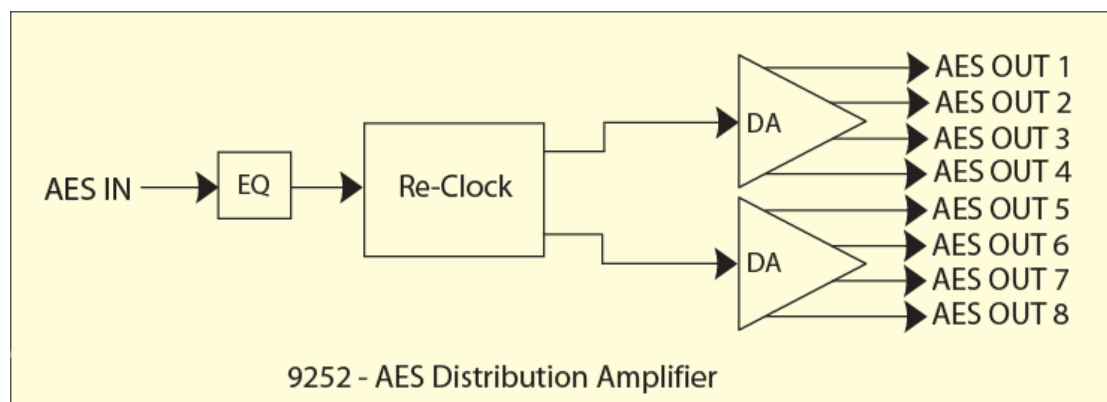 AES IN
EQ
Re-Clock
DA
AES OUT 1
AES OUT 2
AES OUT 3
AES OUT 4
DA
AES OUT 5
AES OUT 6
AES OUT 7
AES OUT 8
9252 - AES Distribution Amplifier